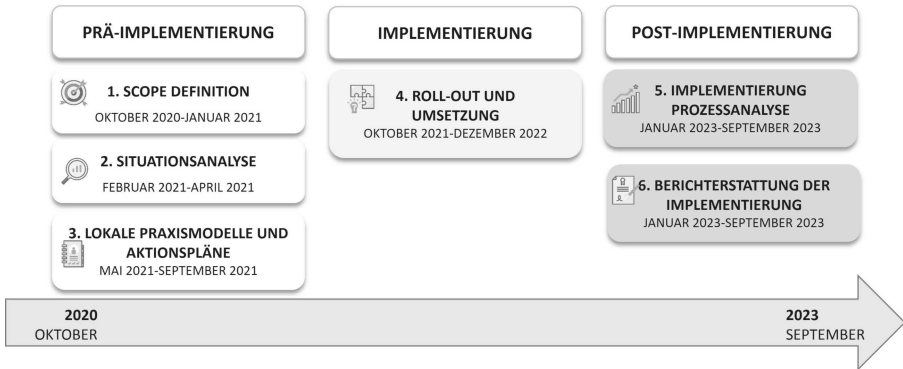 PRÄ-IMPLEMENTIERUNG
1. SCOPE DEFINITION
OKTOBER 2020-JANUAR 2021
2. SITUATIONSANALYSE
FEBRUAR 2021-APRIL 2021
3. LOKALE PRAXISMODELLE UND
AKTIONSPLÄNE
MAI 2021-SEPTEMBER 2021
IMPLEMENTIERUNG
4. ROLL-OUT UND
UMSETZUNG
OKTOBER 2021-DEZEMBER 2022
POST-IMPLEMENTIERUNG
5. IMPLEMENTIERUNG
PROZESSANALYSE
JANUAR 2023-SEPTEMBER 2023
6. BERICHTERSTATTUNG DER
IMPLEMENTIERUNG
JANUAR 2023-SEPTEMBER 2023
2020
OKTOBER
2023
SEPTEMBER